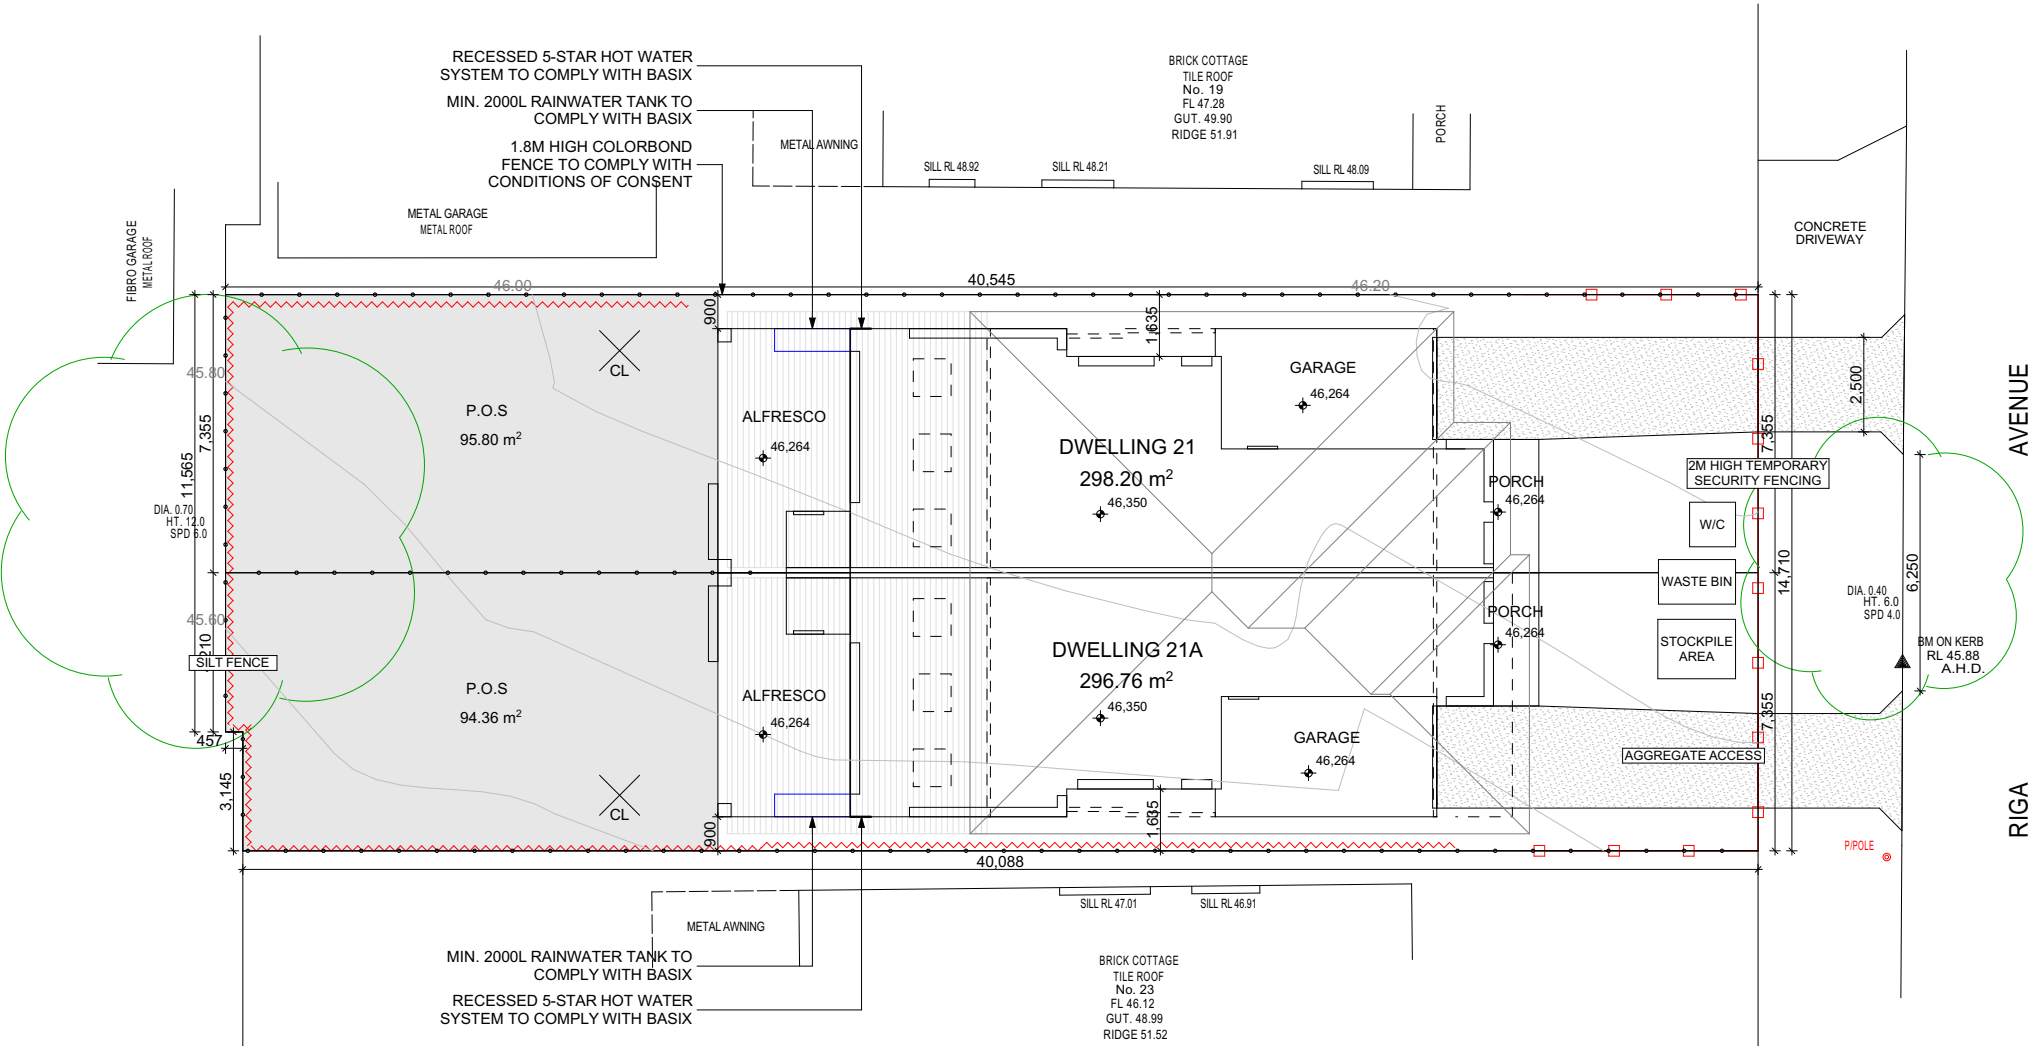 RECESSED 5-STAR HOT WATER
SYSTEM TO COMPLY WITH BASIX
MIN. 2000L RAINWATER TANK TO
COMPLY WITH BASIX
1.8M HIGH COLORBOND
FENCE TO COMPLY WITH
CONDITIONS OF CONSENT
METAL AWNING
BRICK COTTAGE
TILE ROOF
No. 19
FL 47.28
GUT. 49.90
RIDGE 51.91
PORCH
SILL RL 48.92
SILL RL 48.21
SILL RL 48.09
METAL GARAGE
METAL ROOF
FIBRO GARAGE
METAL ROOF
CONCRETE
DRIVEWAY
40,545
46.00
46.20
900
1,635
CL
GARAGE
46,264
2,500
AVENUE
45.80
7,355
11,565
P.O.S
95.80 m²
ALFRESCO
46,264
DWELLING 21
298.20 m²
46,350
7,355
2M HIGH TEMPORARY
SECURITY FENCING
PORCH
46,264
W/C
DIA. 0.70
HT. 12.0
SPD 6.0
WASTE BIN
14,710
6,250
DIA. 0.40
HT. 6.0
SPD 4.0
45.60
210
SILT FENCE
PORCH
46,264
STOCKPILE
AREA
BM ON KERB
RL 45.88
A.H.D.
DWELLING 21A
296.76 m²
46,350
P.O.S
94.36 m²
ALFRESCO
46,264
7,355
457
GARAGE
46,264
AGGREGATE ACCESS
3,145
CL
900
1,635
RIGA
P/POLE
40,088
SILL RL 47.01
SILL RL 46.91
METAL AWNING
MIN. 2000L RAINWATER TANK TO
COMPLY WITH BASIX
RECESSED 5-STAR HOT WATER
SYSTEM TO COMPLY WITH BASIX
BRICK COTTAGE
TILE ROOF
No. 23
FL 46.12
GUT. 48.99
RIDGE 51.52